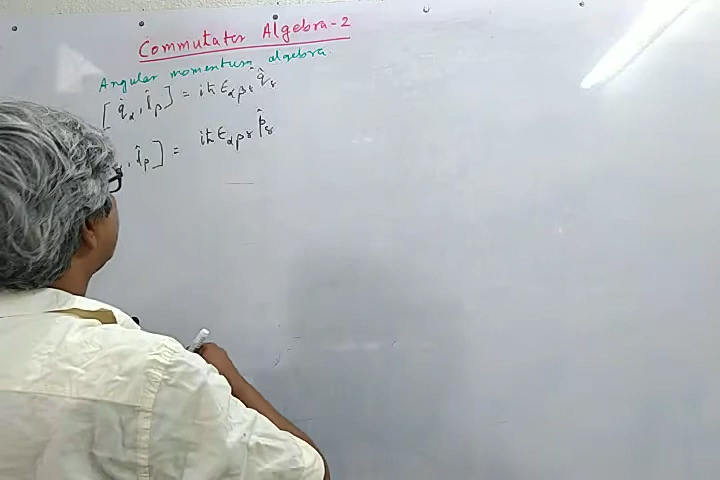 Commutator Algebra-2
Angular momentum algebra.
[q̂α, l̂β] = iħ ϵαβγ q̂γ
, l̂β] = iħ ϵαβγ p̂γ